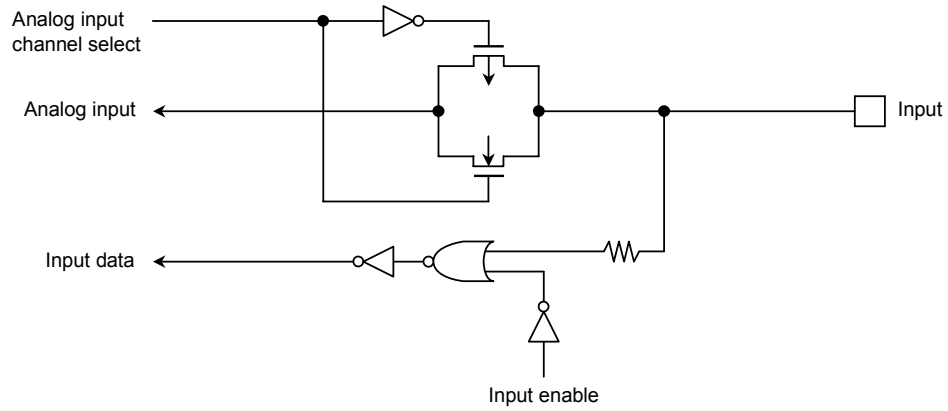 Analog input
channel select
Analog input
Input
Input data
Input enable